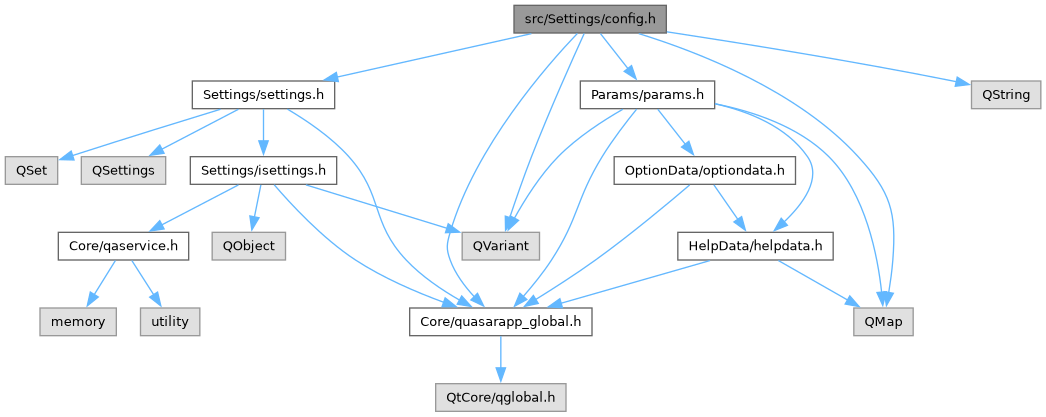 src/Settings/config.h
Settings/settings.h
Params/params.h
QString
QSet
QSettings
Settings/isettings.h
OptionData/optiondata.h
Core/qaservice.h
QObject
QVariant
HelpData/helpdata.h
memory
utility
Core/quasarapp_global.h
QMap
QtCore/qglobal.h